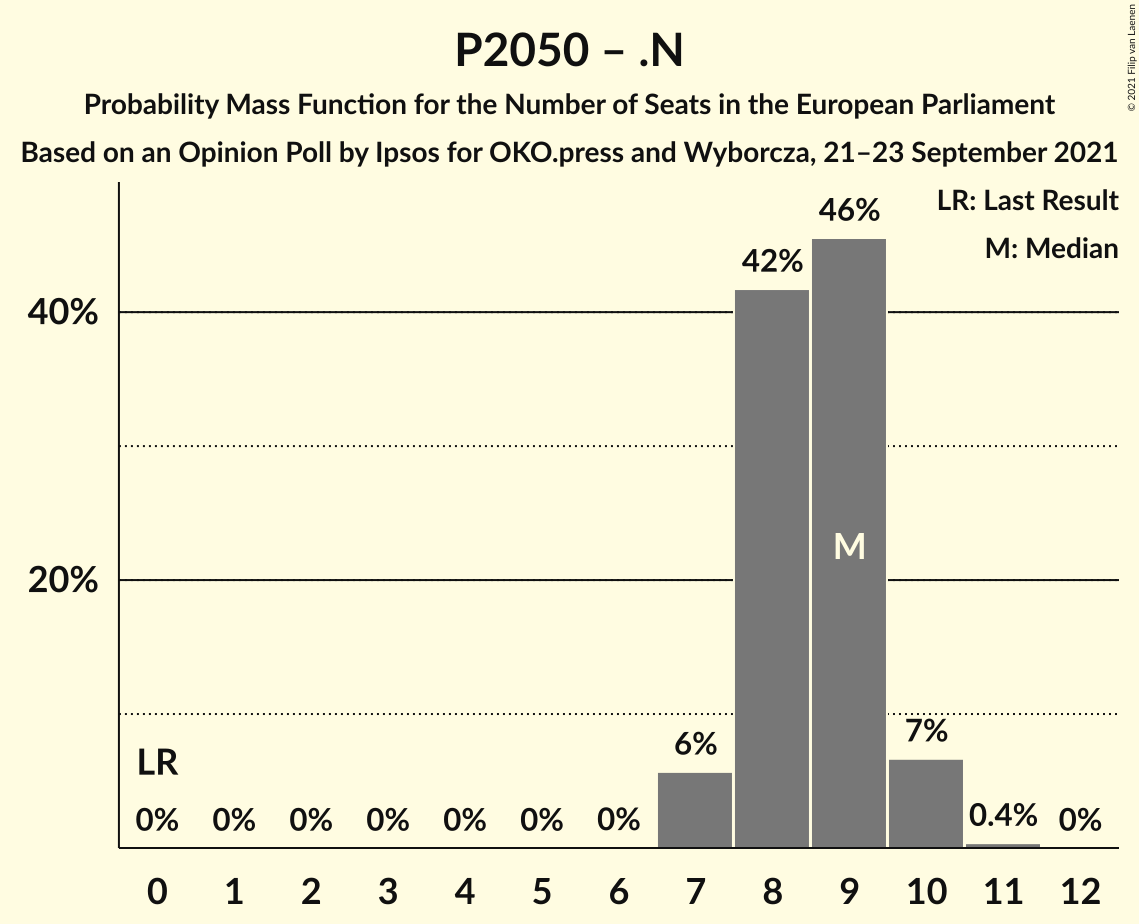 P2050 – .N
Probability Mass Function for the Number of Seats in the European Parliament
Based on an Opinion Poll by Ipsos for OKO.press and Wyborcza, 21–23 September 2021
© 2021 Filip van Laenen
LR: Last Result
M: Median
40%
20%
LR
0% 0% 0% 0% 0% 0% 0% 6% 42% 46% 7% 0.4% 0%
M
0 1 2 3 4 5 6 7 8 9 10 11 12